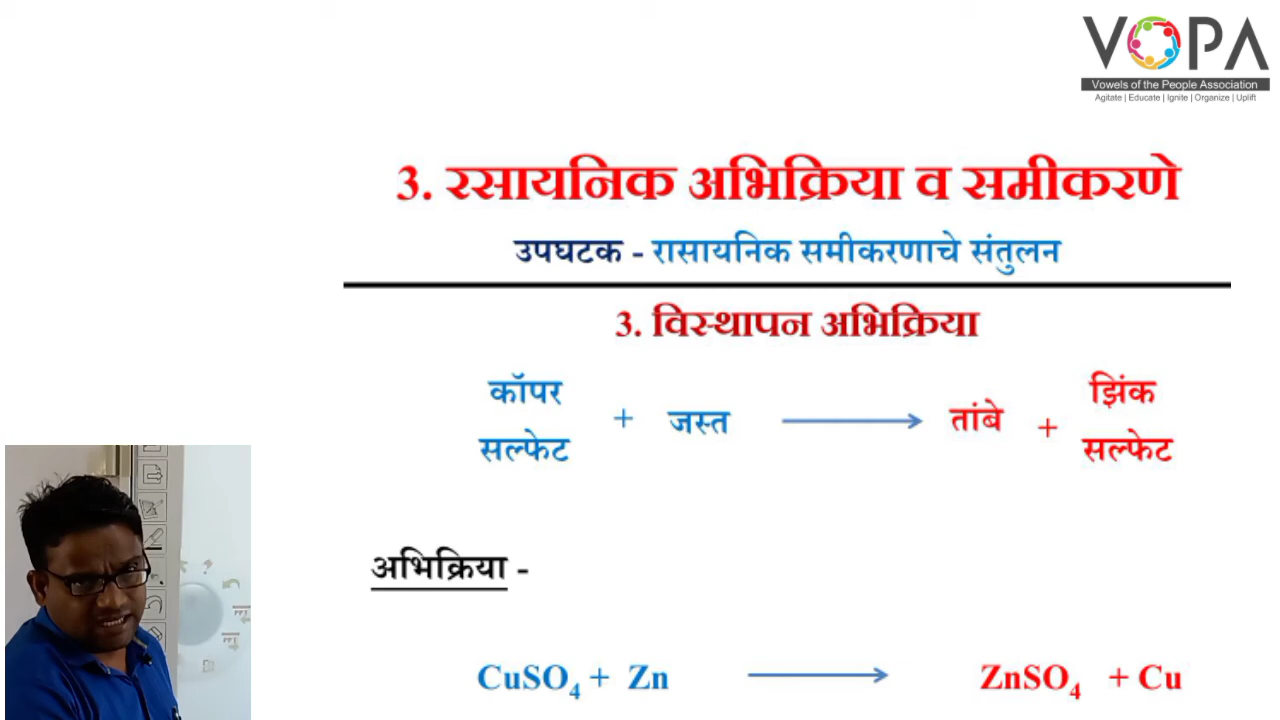 VOPA
Vowels of the People Association
Agitate | Educate | Ignite | Organize | Uplift
3. रसायनिक अभिक्रिया व समीकरणे
उपघटक - रासायनिक समीकरणाचे संतुलन
3. विस्थापन अभिक्रिया
कॉपर सल्फेट + जस्त → तांबे + झिंक सल्फेट
अभिक्रिया -
CuSO₄ + Zn → ZnSO₄ + Cu